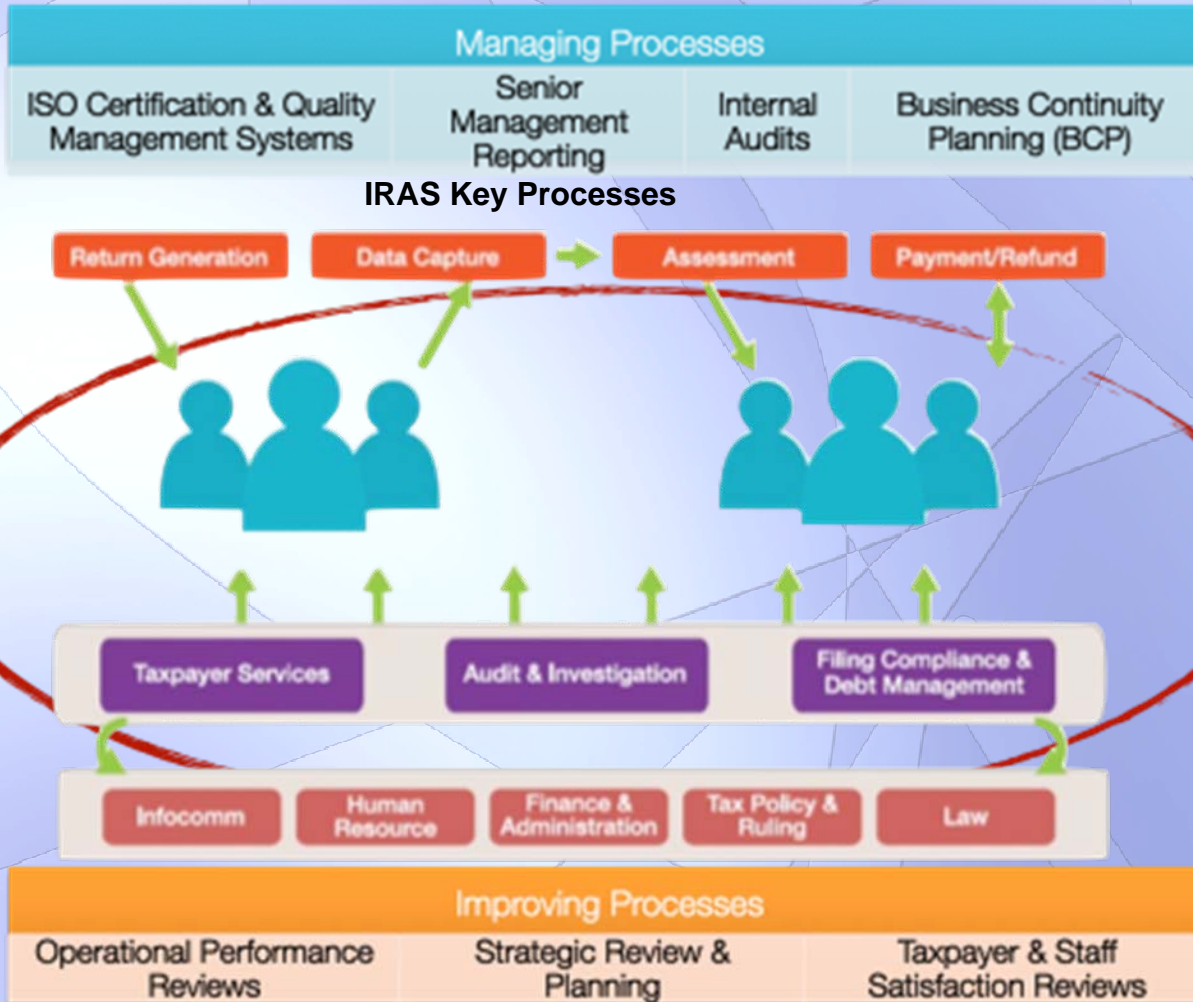 Managing Processes
ISO Certification & Quality
Management Systems
Senior
Management
Reporting
Internal
Audits
Business Continuity
Planning (BCP)
IRAS Key Processes
Return Generation
Data Capture
Assessment
Payment/Refund
Taxpayer Services
Audit & Investigation
Filing Compliance &
Debt Management
Infocomm
Human
Resource
Finance &
Administration
Tax Policy &
Ruling
Law
Improving Processes
Operational Performance
Reviews
Strategic Review &
Planning
Taxpayer & Staff
Satisfaction Reviews